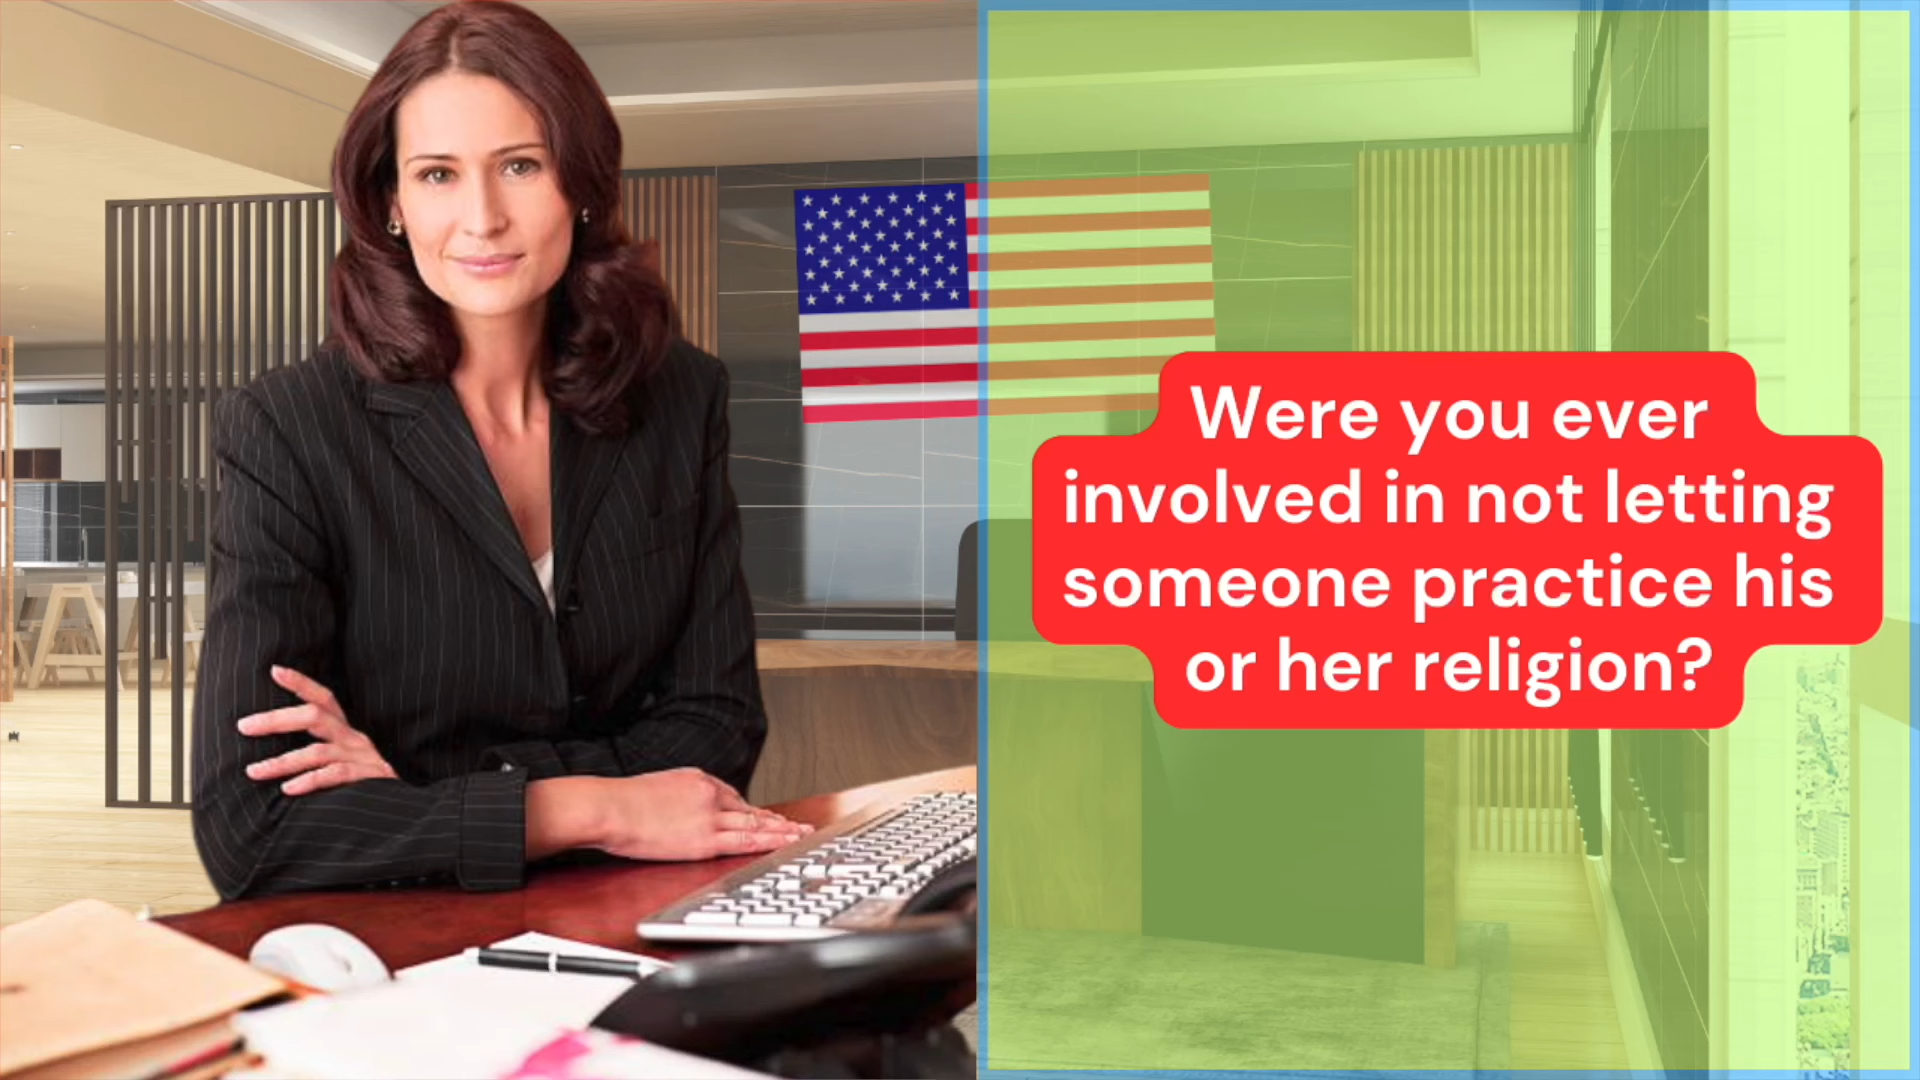 Were you ever
involved in not letting
someone practice his
or her religion?